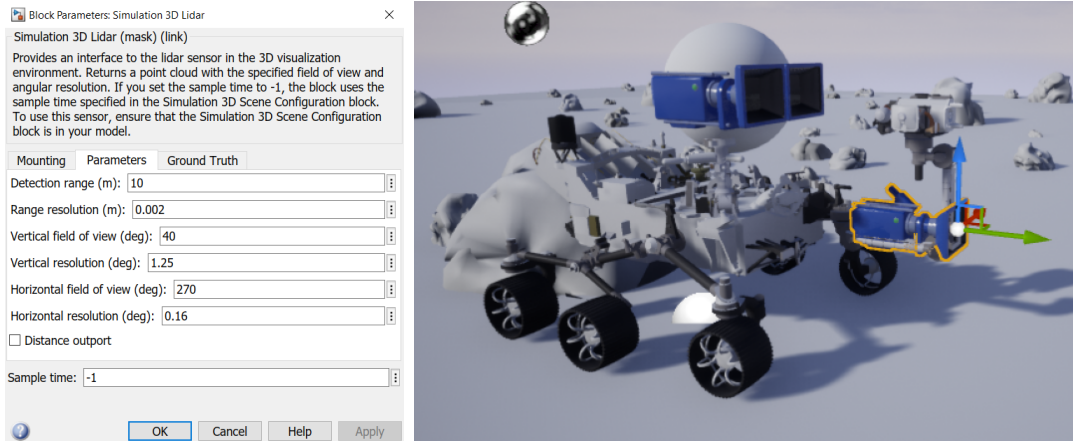 Block Parameters: Simulation 3D Lidar
Simulation 3D Lidar (mask) (link)
Provides an interface to the lidar sensor in the 3D visualization
environment. Returns a point cloud with the specified field of view and
angular resolution. If you set the sample time to -1, the block uses the
sample time specified in the Simulation 3D Scene Configuration block.
To use this sensor, ensure that the Simulation 3D Scene Configuration
block is in your model.
Mounting Parameters Ground Truth
Detection range (m): 10
Range resolution (m): 0.002
Vertical field of view (deg): 40
Vertical resolution (deg): 1.25
Horizontal field of view (deg): 270
Horizontal resolution (deg): 0.16
Distance outport
Sample time: -1
OK Cancel Help Apply